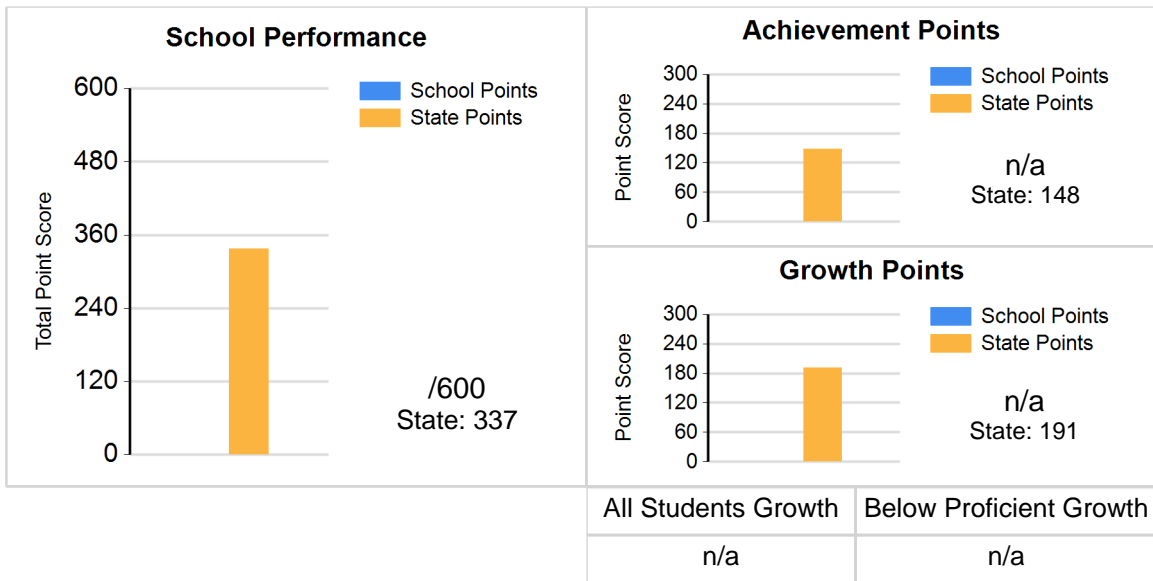 School Performance
School Points
State Points
Total Point Score
600
480
360
240
120
0
/600
State: 337
Achievement Points
School Points
State Points
Point Score
300
240
180
120
60
0
n/a
State: 148
Growth Points
School Points
State Points
Point Score
300
240
180
120
60
0
n/a
State: 191
All Students Growth Below Proficient Growth
n/a n/a